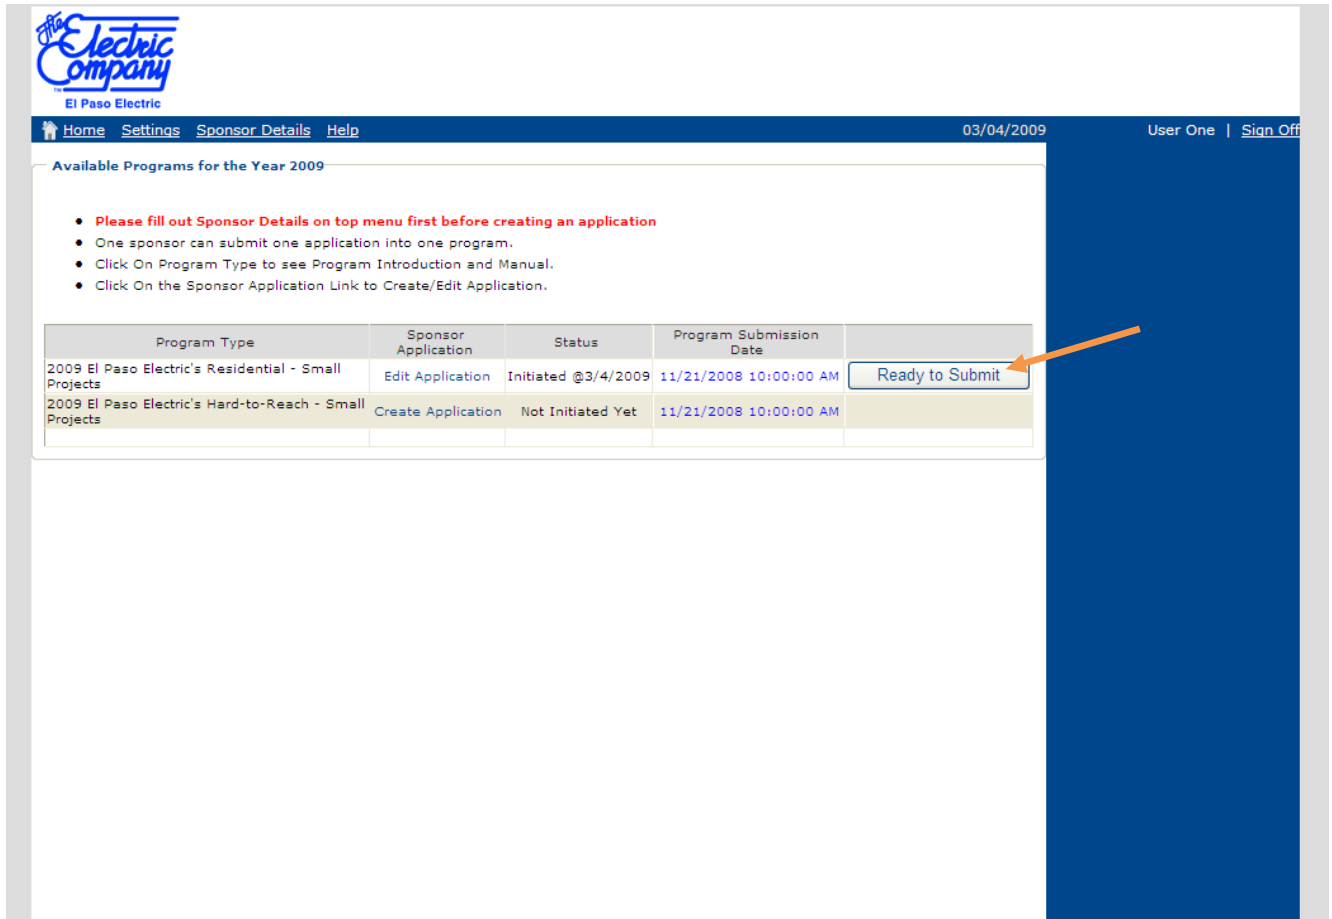 The
Electric
Company
TM
El Paso Electric
Home Settings Sponsor Details Help 03/04/2009 User One | Sign Off
Available Programs for the Year 2009
Please fill out Sponsor Details on top menu first before creating an application
One sponsor can submit one application into one program.
Click On Program Type to see Program Introduction and Manual.
Click On the Sponsor Application Link to Create/Edit Application.
Program Type Sponsor Application Status Program Submission Date
2009 El Paso Electric's Residential - Small Projects Edit Application Initiated @3/4/2009 11/21/2008 10:00:00 AM Ready to Submit
2009 El Paso Electric's Hard-to-Reach - Small Projects Create Application Not Initiated Yet 11/21/2008 10:00:00 AM